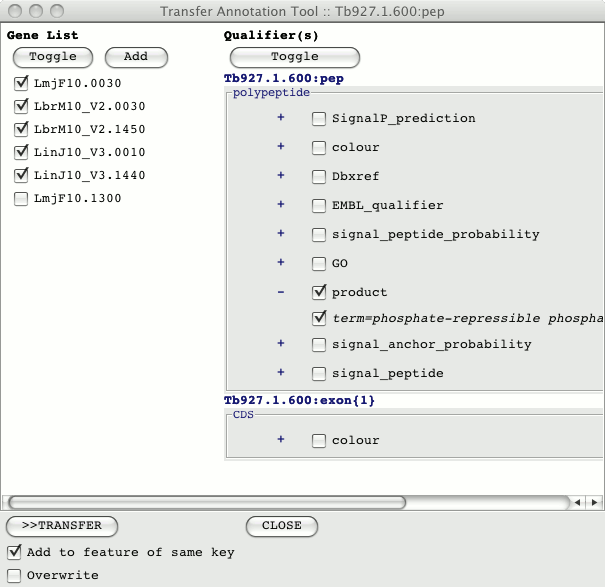 Transfer Annotation Tool :: Tb927.1.600:pep
Gene List
Toggle Add
LmjF10.0030
LbrM10_V2.0030
LbrM10_V2.1450
LinJ10_V3.0010
LinJ10_V3.1440
LmjF10.1300
Qualifier(s)
Toggle
Tb927.1.600:pep
polypeptide
+ SignalP_prediction
+ colour
+ Dbxref
+ EMBL_qualifier
+ signal_peptide_probability
+ GO
- product
term=phosphate-repressible phospha
+ signal_anchor_probability
+ signal_peptide
Tb927.1.600:exon{1}
CDS
+ colour
>>TRANSFER CLOSE
Add to feature of same key
Overwrite